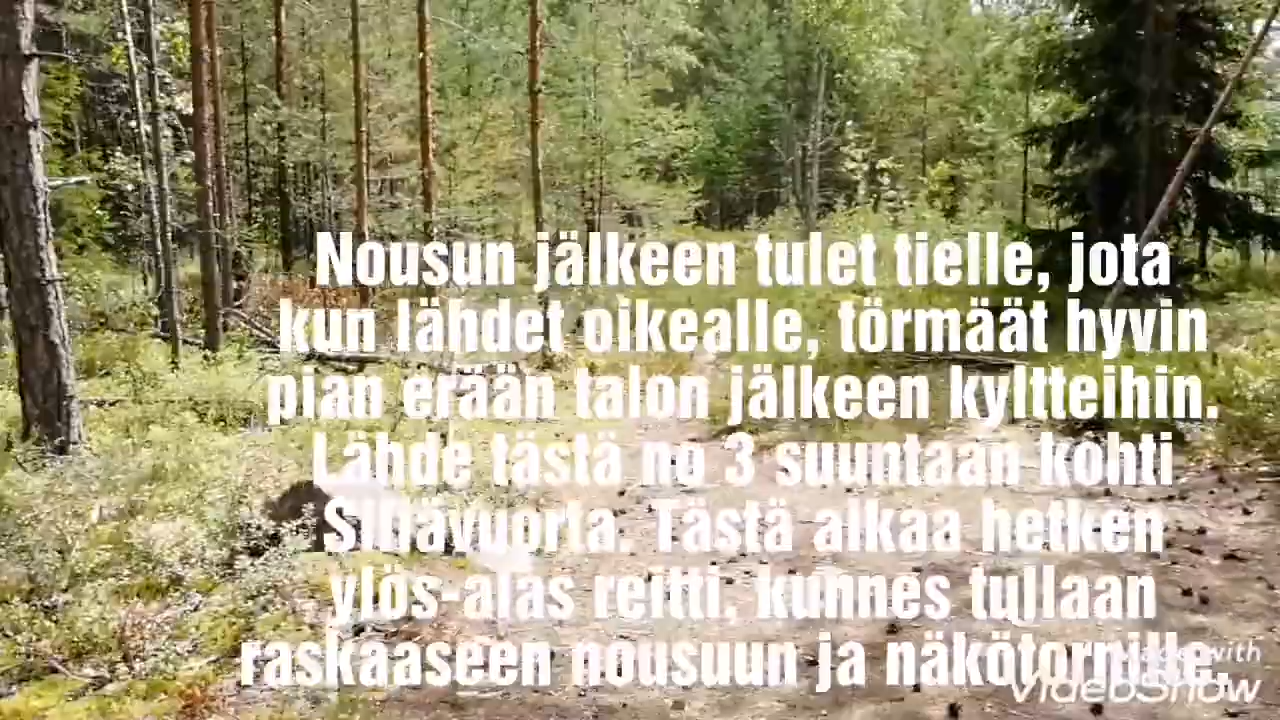 Nousun jälkeen tulet tielle, jota
kun lähdet oikealle, törmäät hyvin
pian erään talon jälkeen kyltteihin.
Lähde tästä no 3 suuntaan kohti
Sillävuorta. Tästä alkaa hetken
ylös-alas reitti, kunnes tullaan
raskaaseen nousuun ja näkötornille.
Made with
VideoShow